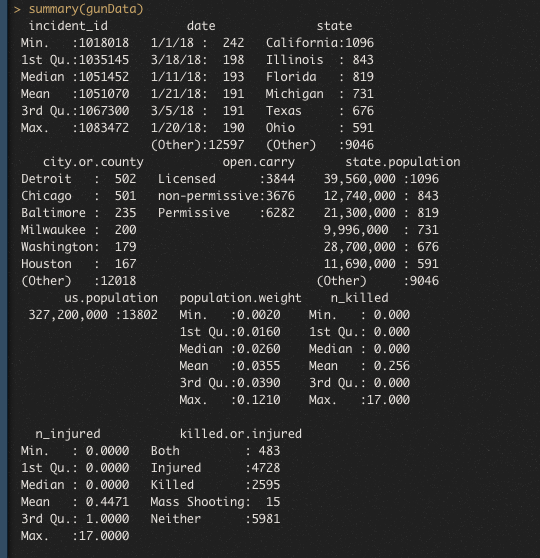 > summary(gunData)
  incident_id           date               state
 Min.   :1018018   1/1/18 :  242   California:1096
 1st Qu.:1035145   3/18/18:  198   Illinois  : 843
 Median :1051452   1/11/18:  193   Florida   : 819
 Mean   :1051070   1/21/18:  191   Michigan  : 731
 3rd Qu.:1067300   3/5/18 :  191   Texas     : 676
 Max.   :1083472   1/20/18:  190   Ohio      : 591
                   (Other):12597   (Other)   :9046
    city.or.county           open.carry       state.population
 Detroit   :  502   Licensed      :3844    39,560,000 :1096
 Chicago   :  501   non-permissive:3676    12,740,000 : 843
 Baltimore :  235   Permissive    :6282    21,300,000 : 819
 Milwaukee :  200                          9,996,000  : 731
 Washington:  179                          28,700,000 : 676
 Houston   :  167                          11,690,000 : 591
 (Other)   :12018                         (Other)     :9046
       us.population   population.weight   n_killed
  327,200,000 :13802   Min.   :0.0020    Min.   : 0.000
                       1st Qu.:0.0160    1st Qu.: 0.000
                       Median :0.0260    Median : 0.000
                       Mean   :0.0355    Mean   : 0.256
                       3rd Qu.:0.0390    3rd Qu.: 0.000
                       Max.   :0.1210    Max.   :17.000
   n_injured           killed.or.injured
 Min.   : 0.0000   Both         : 483
 1st Qu.: 0.0000   Injured      :4728
 Median : 0.0000   Killed       :2595
 Mean   : 0.4471   Mass Shooting:  15
 3rd Qu.: 1.0000   Neither      :5981
 Max.   :17.0000